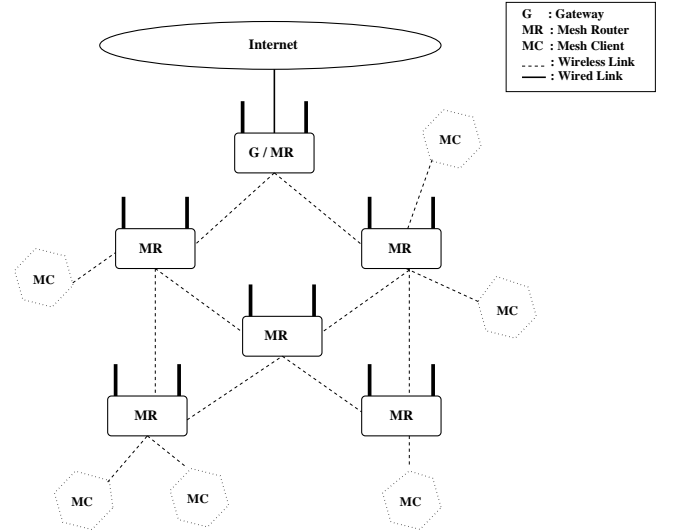 G : Gateway
MR : Mesh Router
MC : Mesh Client
: Wireless Link
: Wired Link
Internet
G / MR
MC
MR
MR
MC
MC
MR
MR
MR
MC
MC
MC